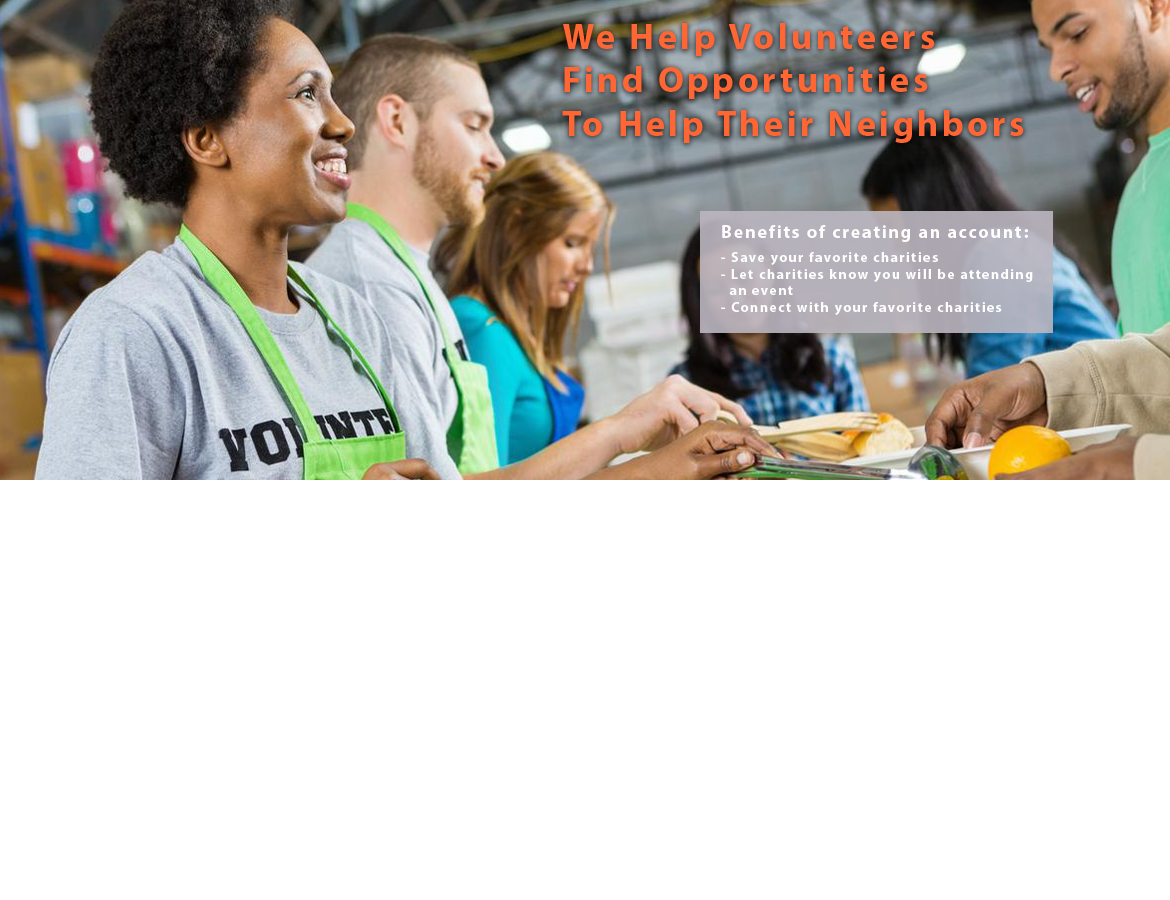 We Help Volunteers
Find Opportunities
To Help Their Neighbors
Benefits of creating an account:
- Save your favorite charities
- Let charities know you will be attending
an event
- Connect with your favorite charities
VOLUNTE